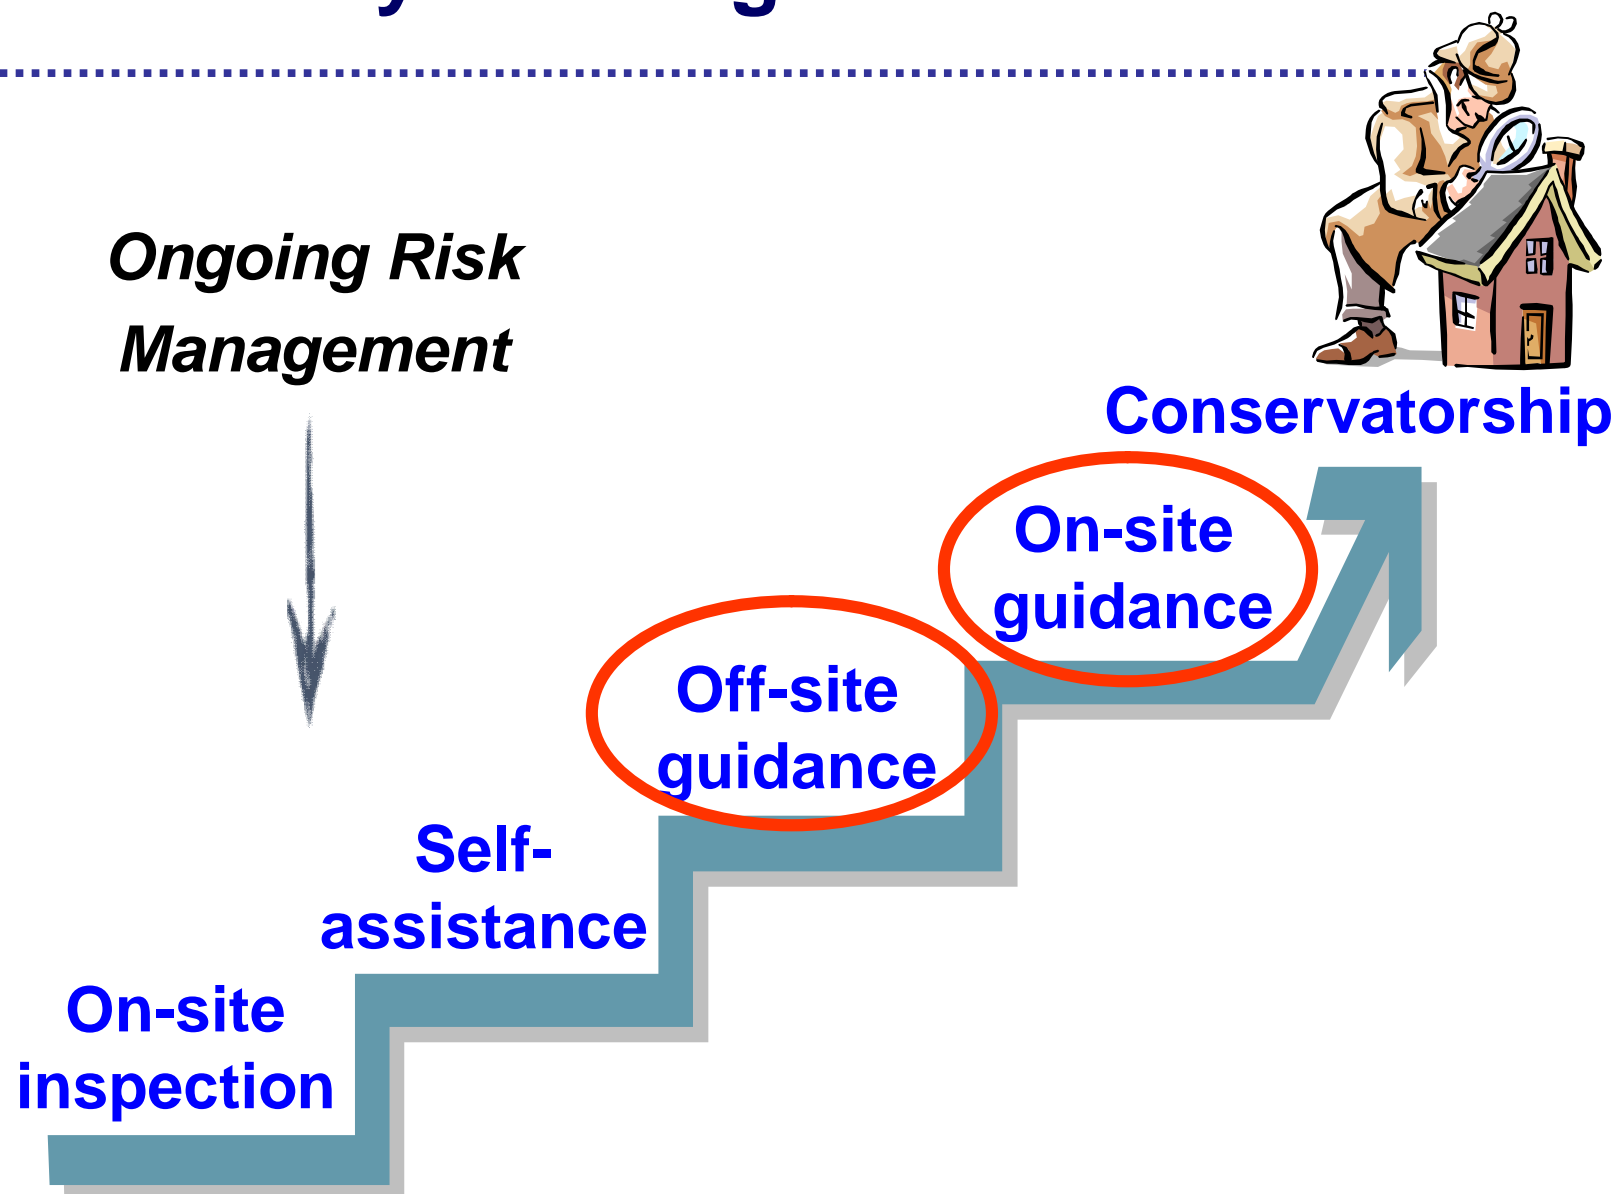 Ongoing Risk
Management
Conservatorship
On-site
guidance
Off-site
guidance
Self-
assistance
On-site
inspection